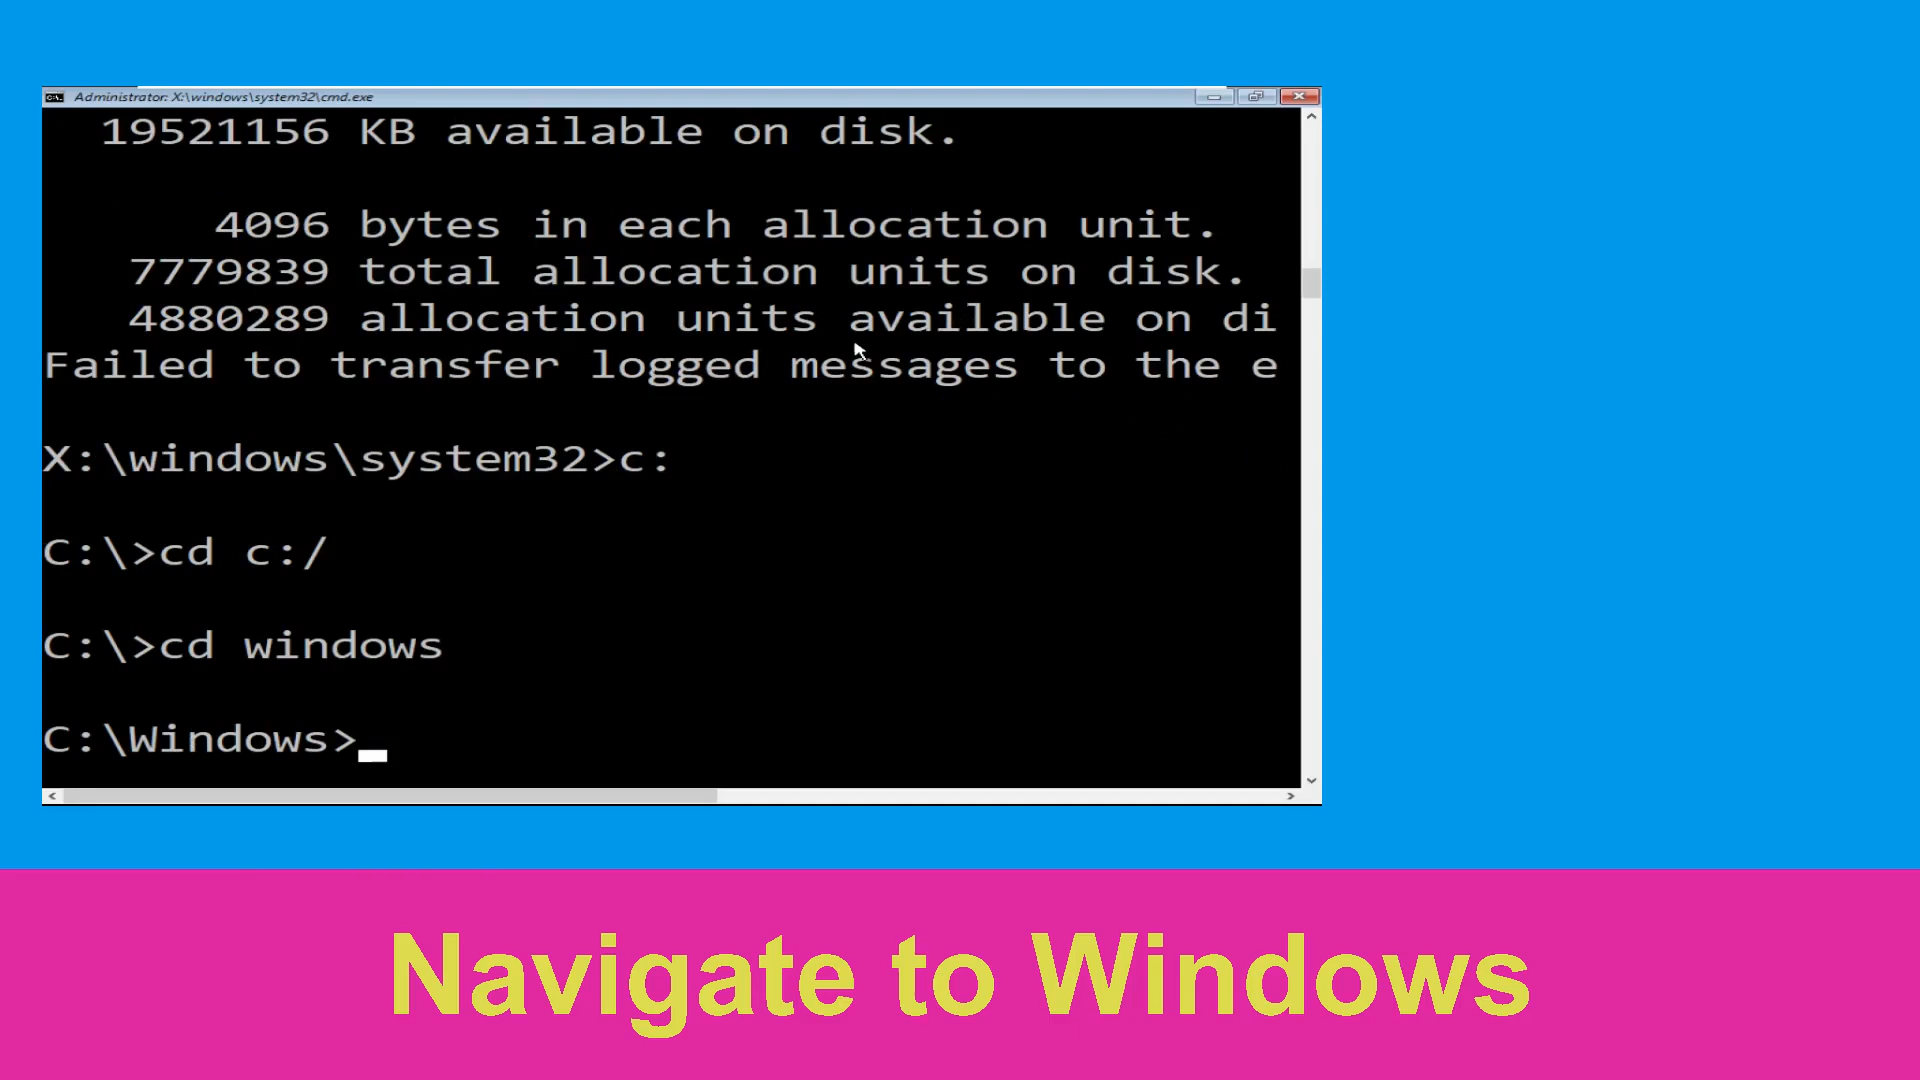 Administrator: X:\windows\system32\cmd.exe
19521156 KB available on disk.
4096 bytes in each allocation unit.
7779839 total allocation units on disk.
4880289 allocation units available on di
Failed to transfer logged messages to the e
X:\windows\system32>c:
C:\>cd c:/
C:\>cd windows
C:\Windows>
Navigate to Windows